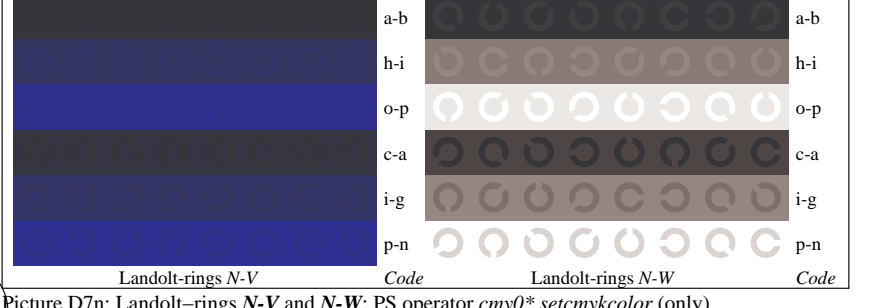 a-b a-b
h-i h-i
o-p o-p
c-a c-a
i-g i-g
p-n p-n
Landolt-rings N-V Code Landolt-rings N-W Code
Picture D7n: Landolt–rings N-V and N-W; PS operator cmy0* setcmykcolor (only)